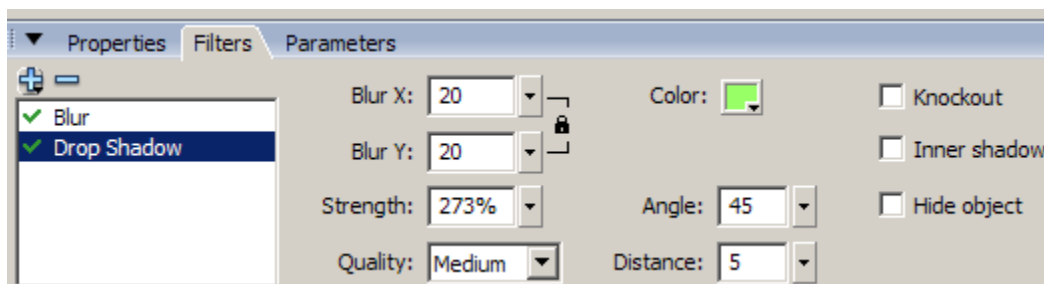 Properties Filters Parameters
Blur X: 20 Color: Knockout
Blur
Drop Shadow
Blur Y: 20 Inner shadow
Strength: 273% Angle: 45 Hide object
Quality: Medium Distance: 5